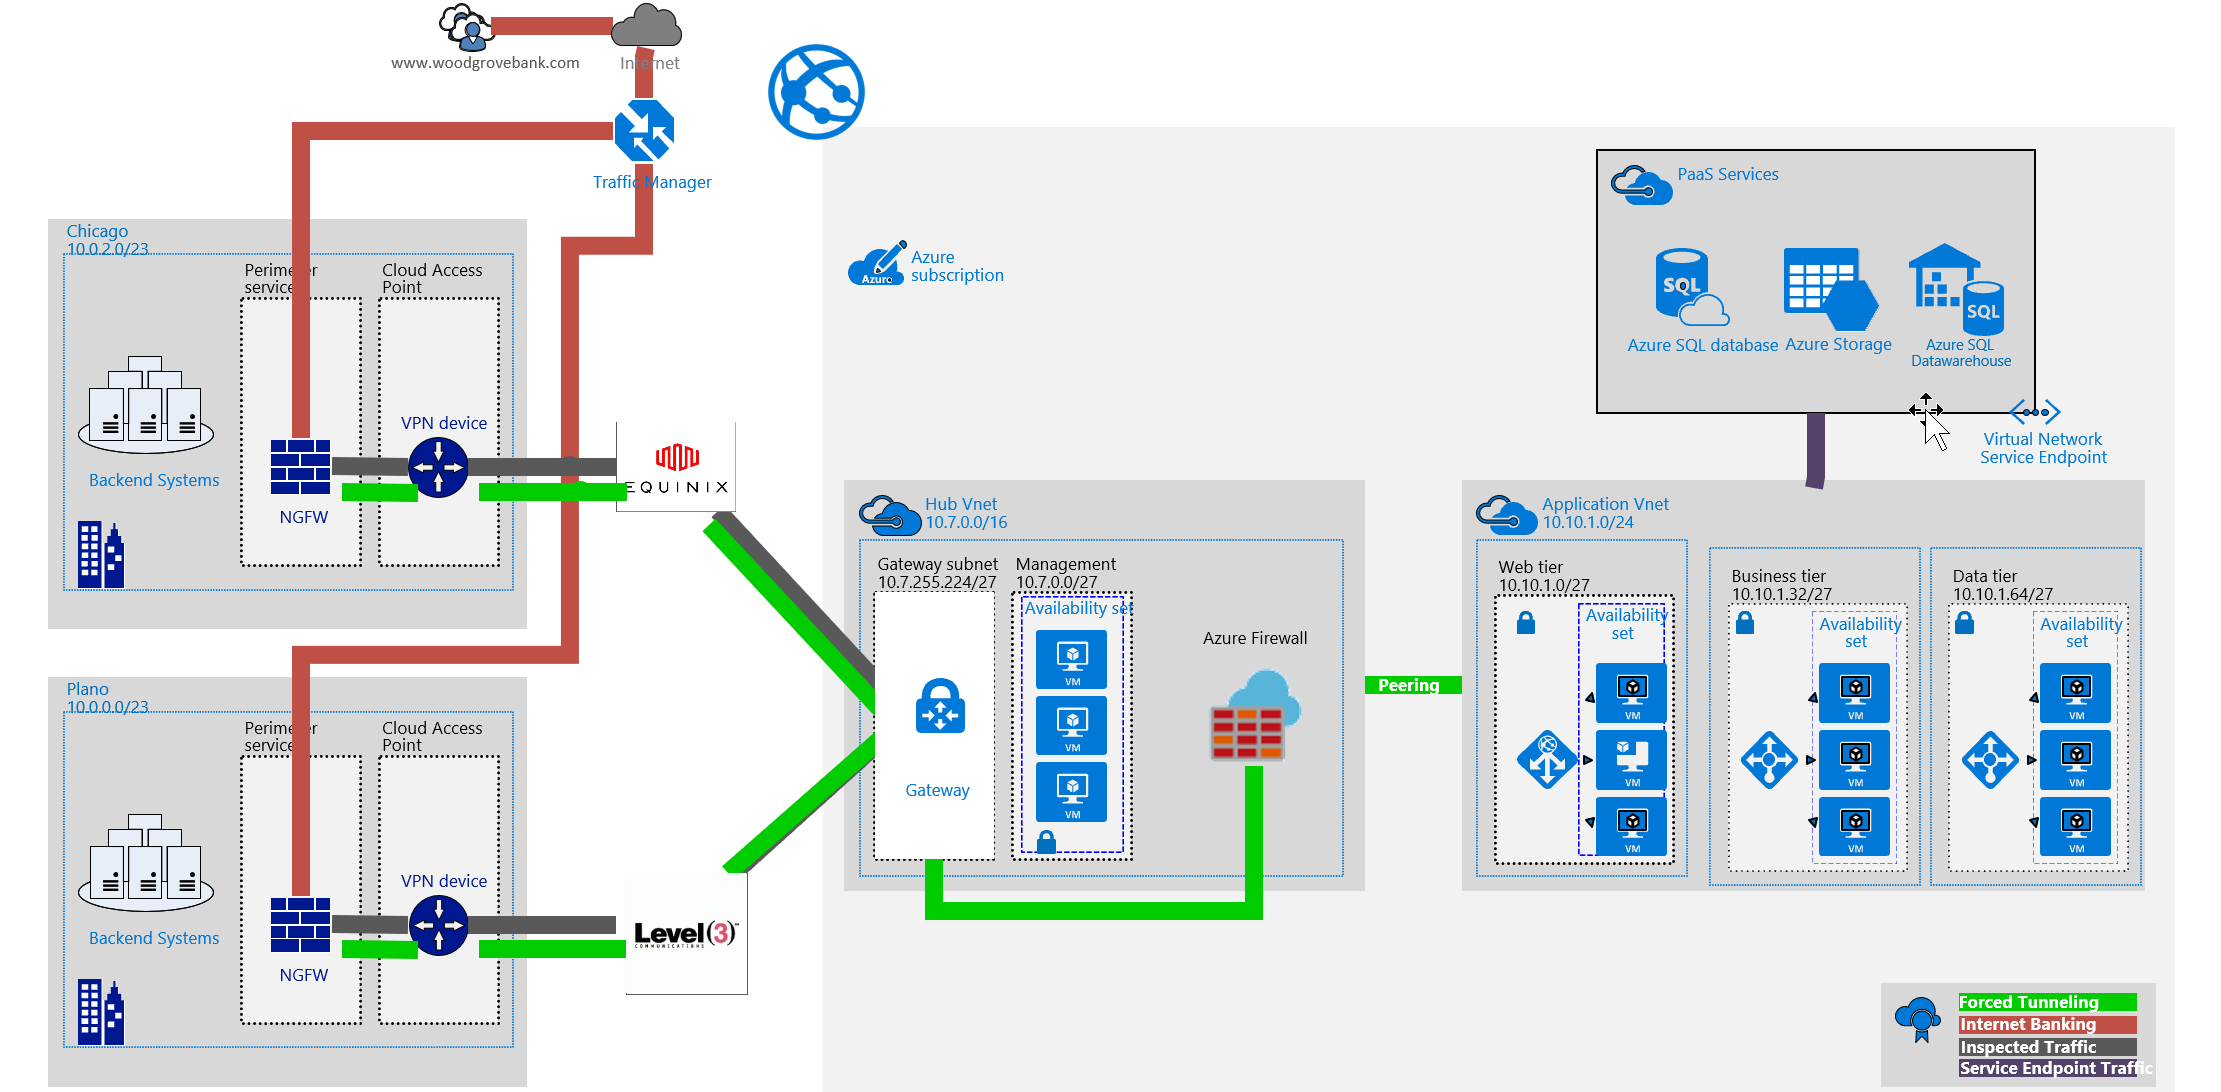 www.woodgrovebank.com
Internet
Traffic Manager
Chicago
10.0.2.0/23
Perimeter
service
Cloud Access
Point
VPN device
Backend Systems
NGFW
EQUINIX
Plano
10.0.0.0/23
Perimeter
service
Cloud Access
Point
VPN device
Backend Systems
NGFW
Level(3)
COMMUNICATIONS
Azure
Azure
subscription
PaaS Services
SQL
SQL
Azure SQL database
Azure Storage
Azure SQL
Datawarehouse
Virtual Network
Service Endpoint
Hub Vnet
10.7.0.0/16
Gateway subnet
10.7.255.224/27
Gateway
Management
10.7.0.0/27
Availability set
VM
VM
VM
Azure Firewall
Peering
Application Vnet
10.10.1.0/24
Web tier
10.10.1.0/27
Availability
set
VM
VM
VM
Business tier
10.10.1.32/27
Availability
set
VM
VM
VM
Data tier
10.10.1.64/27
Availability
set
VM
VM
VM
Forced Tunneling
Internet Banking
Inspected Traffic
Service Endpoint Traffic